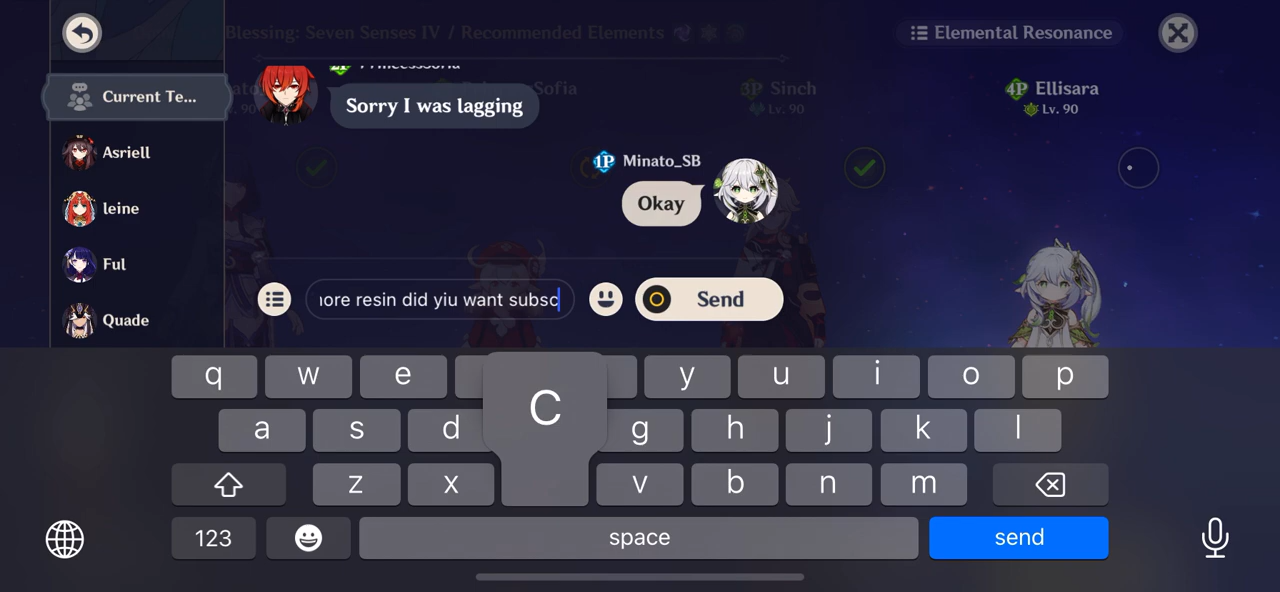 Blessing: Seven Senses IV / Recommended Elements
Elemental Resonance
Current Te...
Asriell
leine
Ful
Quade
Sorry I was lagging
Sofia
3P Sinch
Lv. 90
4P Ellisara
Lv. 90
1P Minato_SB
Okay
ore resin did yiu want subsc
Send
q w e y u i o p
a s d g h j k l
C
z x v b n m
123 space send